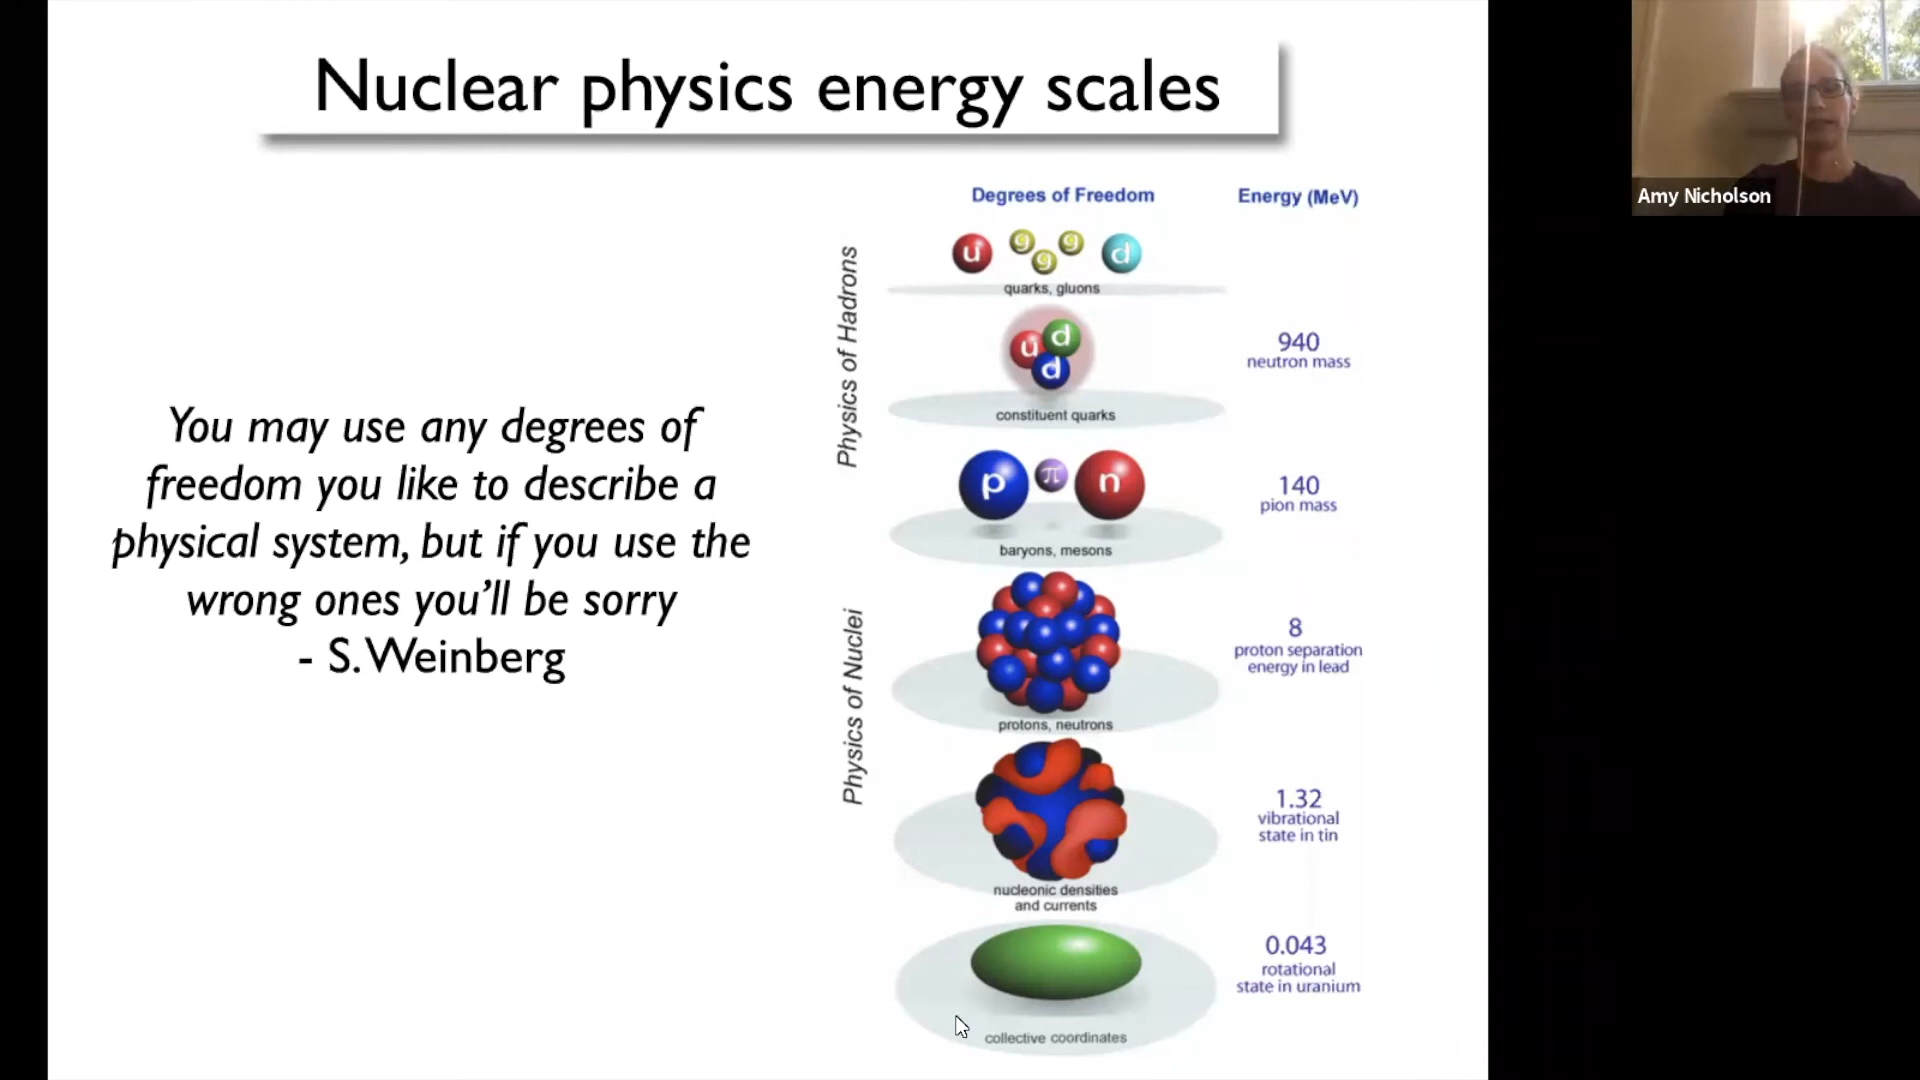 Nuclear physics energy scales
Amy Nicholson
You may use any degrees of
freedom you like to describe a
physical system, but if you use the
wrong ones you'll be sorry
- S. Weinberg
Degrees of Freedom
Energy (MeV)
Physics of Hadrons
u g g g d
quarks, gluons
u d d
constituent quarks
940
neutron mass
p π n
baryons, mesons
140
pion mass
Physics of Nuclei
protons, neutrons
8
proton separation
energy in lead
nucleonic densities
and currents
1.32
vibrational
state in tin
collective coordinates
0.043
rotational
state in uranium